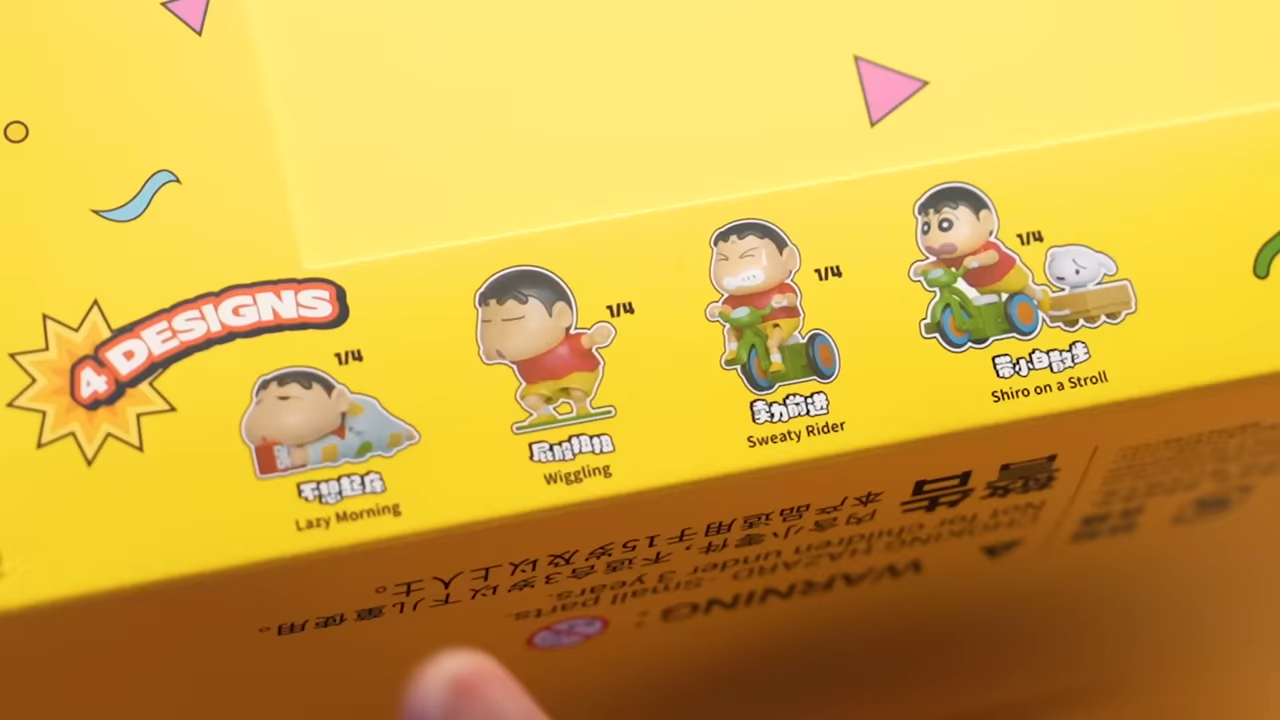 4 DESIGNS
1/4
不想起床
Lazy Morning
1/4
屁股扭扭
Wiggling
1/4
卖力前进
Sweaty Rider
1/4
带小白散步
Shiro on a Stroll
警告
本产品适用于15岁及以上人士。
内含小零件，不适合3岁以下儿童使用。
WARNING:
CHOKING HAZARD -Small parts.
Not for children under 3 years.